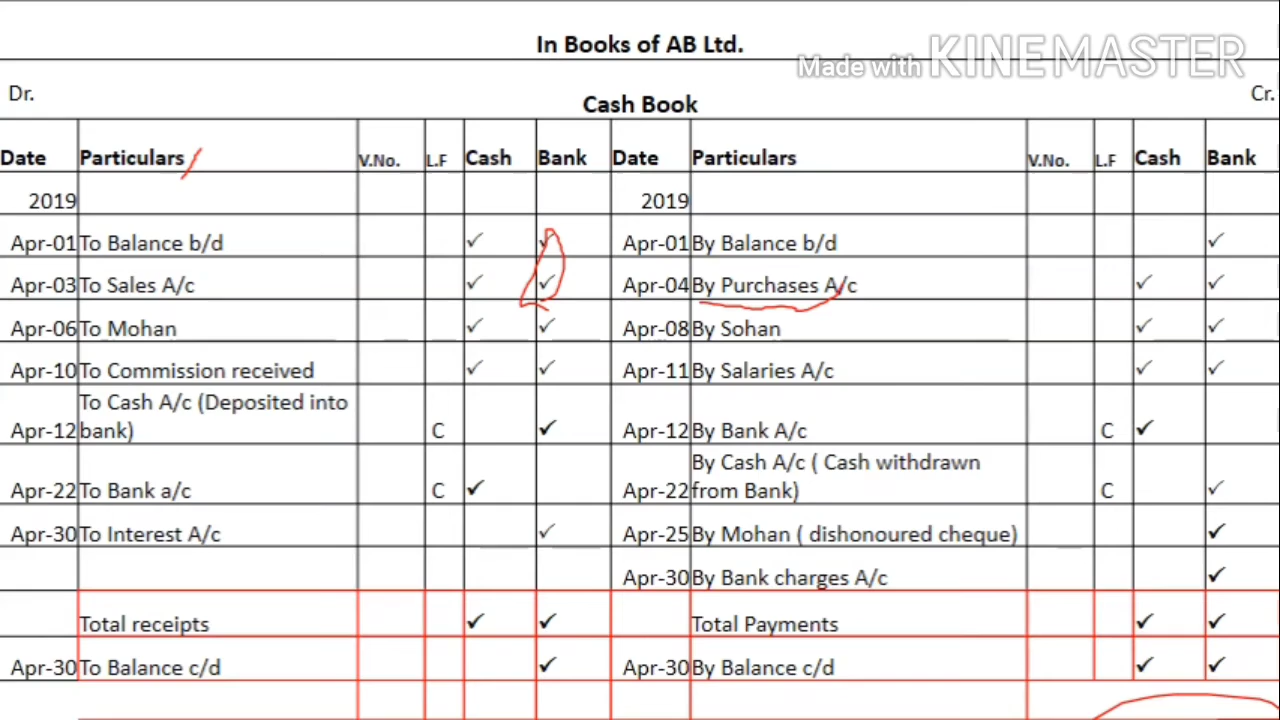 In Books of AB Ltd.
Made with KINEMASTER
Dr. Cr.
Cash Book
Date Particulars V.No. L.F Cash Bank Date Particulars V.No. L.F Cash Bank
2019 2019
Apr-01 To Balance b/d ✓ ✓ Apr-01 By Balance b/d ✓
Apr-03 To Sales A/c ✓ ✓ Apr-04 By Purchases A/c ✓ ✓
Apr-06 To Mohan ✓ ✓ Apr-08 By Sohan ✓ ✓
Apr-10 To Commission received ✓ ✓ Apr-11 By Salaries A/c ✓ ✓
To Cash A/c (Deposited into
Apr-12 bank) C ✓ Apr-12 By Bank A/c C ✓
By Cash A/c ( Cash withdrawn
Apr-22 To Bank a/c C ✓ Apr-22 from Bank) C ✓
Apr-30 To Interest A/c ✓ Apr-25 By Mohan ( dishonoured cheque) ✓
Apr-30 By Bank charges A/c ✓
Total receipts ✓ ✓ Total Payments ✓ ✓
Apr-30 To Balance c/d ✓ Apr-30 By Balance c/d ✓ ✓